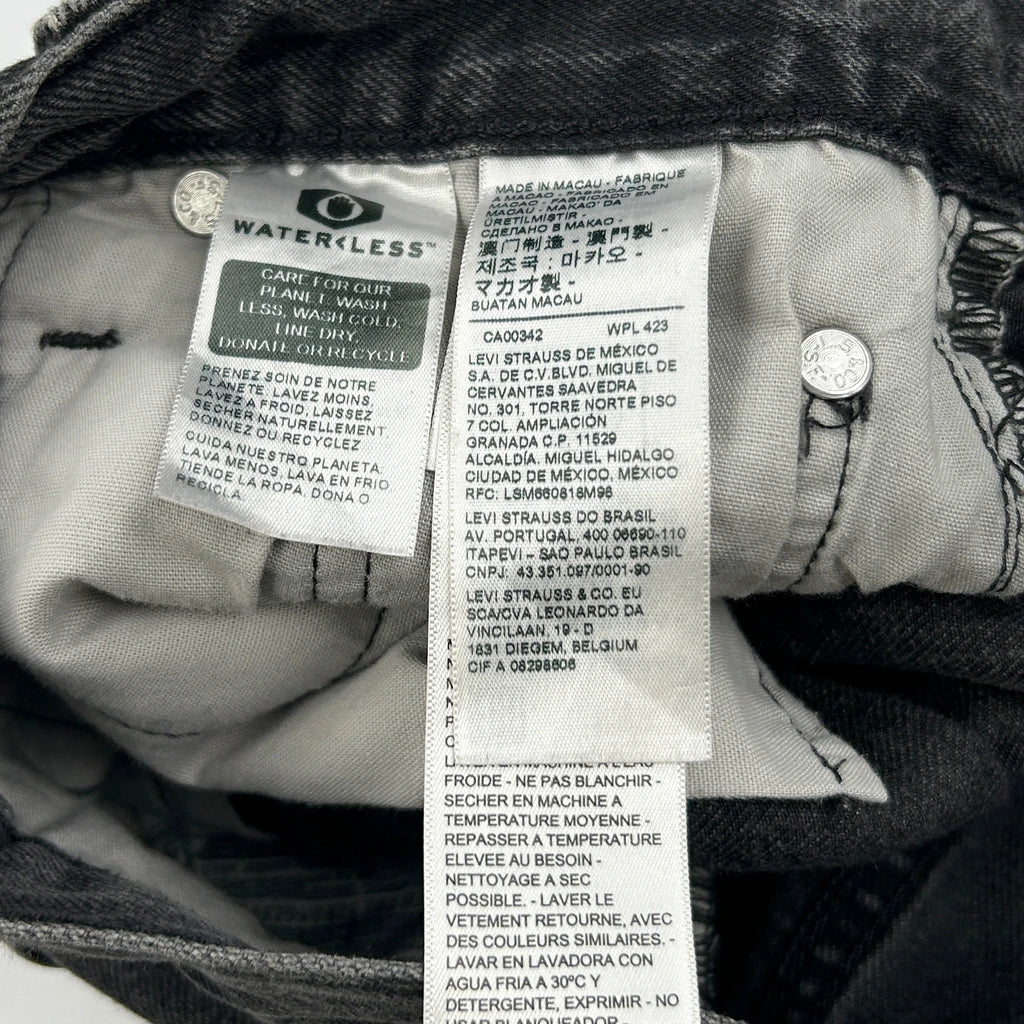 WATER<LESS™
CARE FOR OUR
PLANET. WASH
LESS, WASH COLD,
LINE DRY,
DONATE OR RECYCLE
PRENEZ SOIN DE NOTRE
PLANETE. LAVEZ MOINS,
LAVEZ A FROID, LAISSEZ
SECHER NATURELLEMENT,
DONNEZ OU RECYCLEZ
CUIDA NUESTRO PLANETA.
LAVA MENOS, LAVA EN FRIO
TIENDE LA ROPA. DONA O
RECICLA.
MADE IN MACAU - FABRIQUE
A MACAO - FABRICADO EN
MACAO - FABRICADO EM
MACAU - MAKAO' DA
ÜRETILMISTIR -
СДЕЛАНО В МАКАО -
澳门制造 - 澳門製 -
제조국 : 마카오 -
マカオ製 -
BUATAN MACAU
CA00342 WPL 423
LEVI STRAUSS DE MÉXICO
S.A. DE C.V.BLVD. MIGUEL DE
CERVANTES SAAVEDRA
NO. 301, TORRE NORTE PISO
7 COL. AMPLIACIÓN
GRANADA C.P. 11529
ALCALDÍA. MIGUEL HIDALGO
CIUDAD DE MÉXICO, MÉXICO
RFC: LSM660818M98
LEVI STRAUSS DO BRASIL
AV. PORTUGAL, 400 06690-110
ITAPEVI – SAO PAULO BRASIL
CNPJ: 43.351.097/0001-90
LEVI STRAUSS & CO. EU
SCA/CVA LEONARDO DA
VINCILAAN, 19 - D
1831 DIEGEM, BELGIUM
CIF A 08298606
FROIDE - NE PAS BLANCHIR -
SECHER EN MACHINE A
TEMPERATURE MOYENNE -
REPASSER A TEMPERATURE
ELEVEE AU BESOIN -
NETTOYAGE A SEC
POSSIBLE. - LAVER LE
VETEMENT RETOURNE, AVEC
DES COULEURS SIMILAIRES. -
LAVAR EN LAVADORA CON
AGUA FRIA A 30ºC Y
DETERGENTE, EXPRIMIR - NO
USAR BLANQUEADOR -